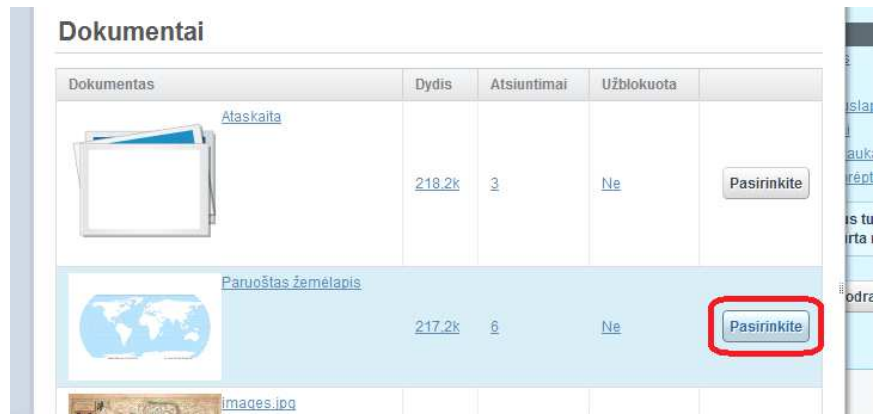 Dokumentai
Dokumentas Dydis Atsiuntimai Užblokuota
Ataskaita
218.2k 3 Ne Pasirinkite
Paruoštas žemėlapis
217.2k 6 Ne Pasirinkite
images.jpg